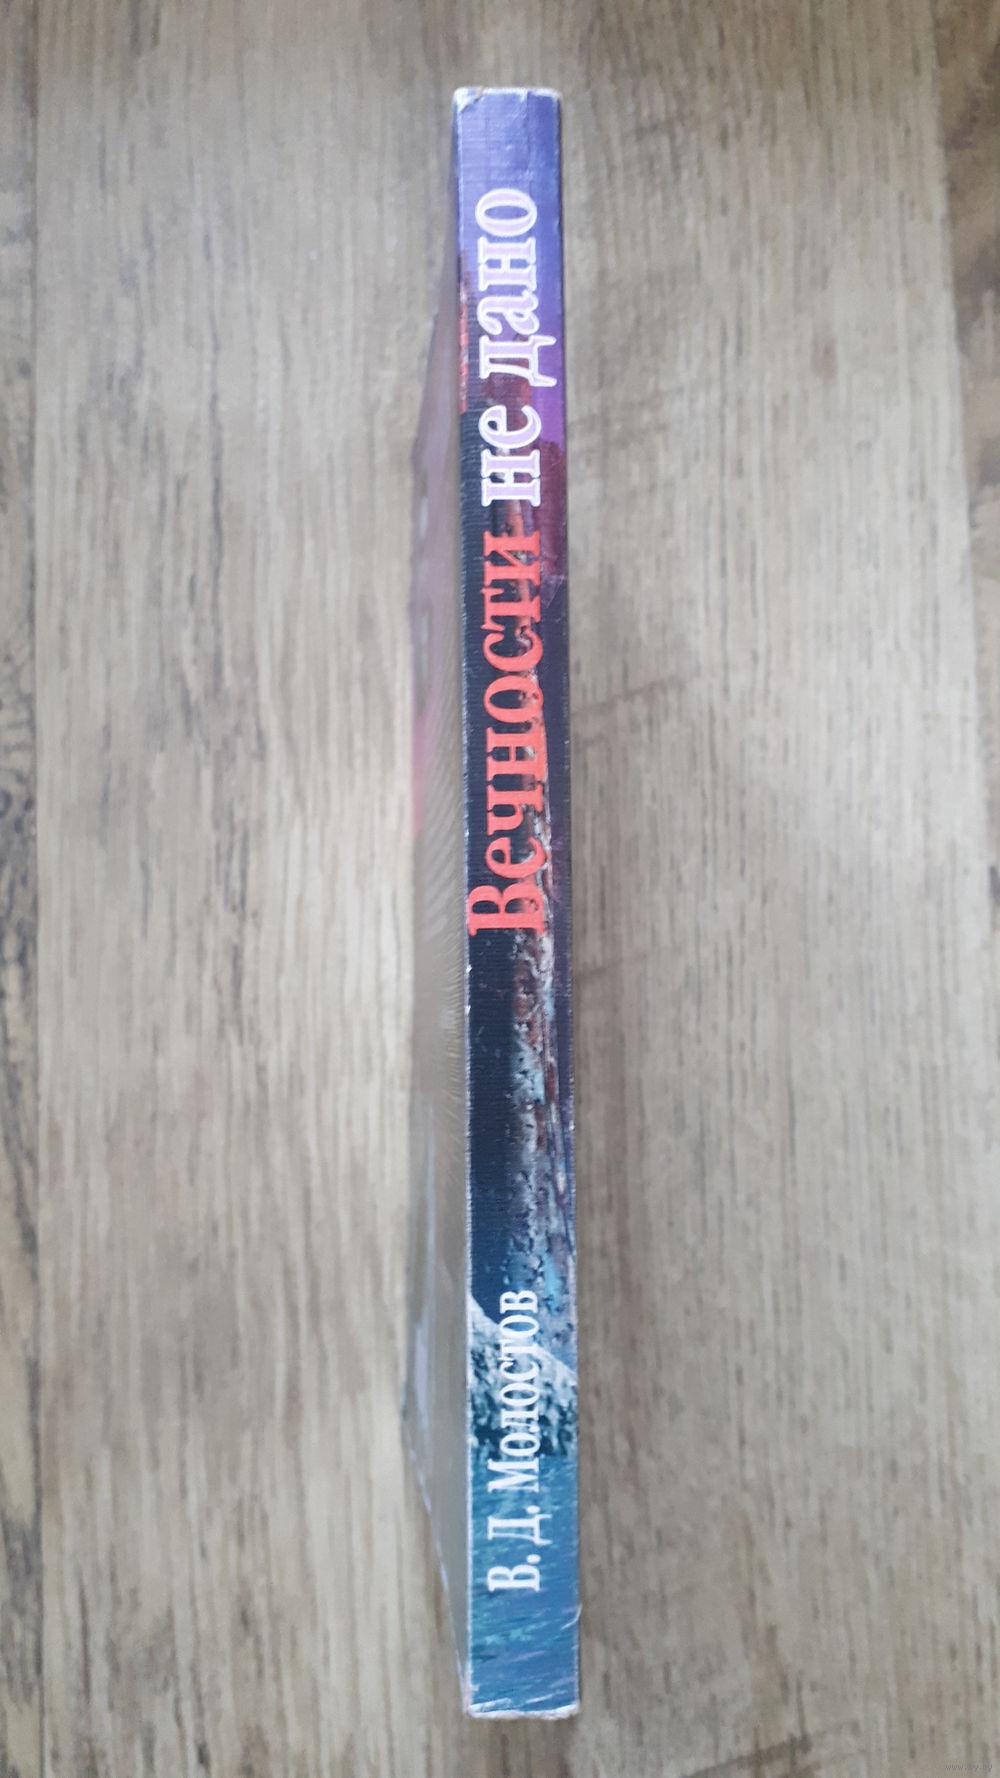 В. Д. Молостов
Вечности не дано